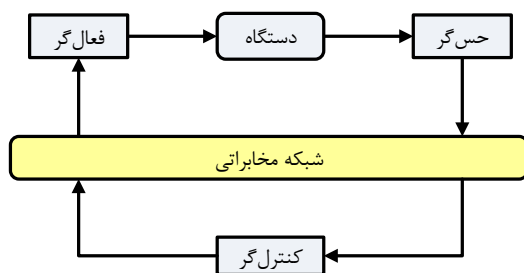 حس‌گر
دستگاه
فعال‌گر
شبکه مخابراتی
کنترل‌گر